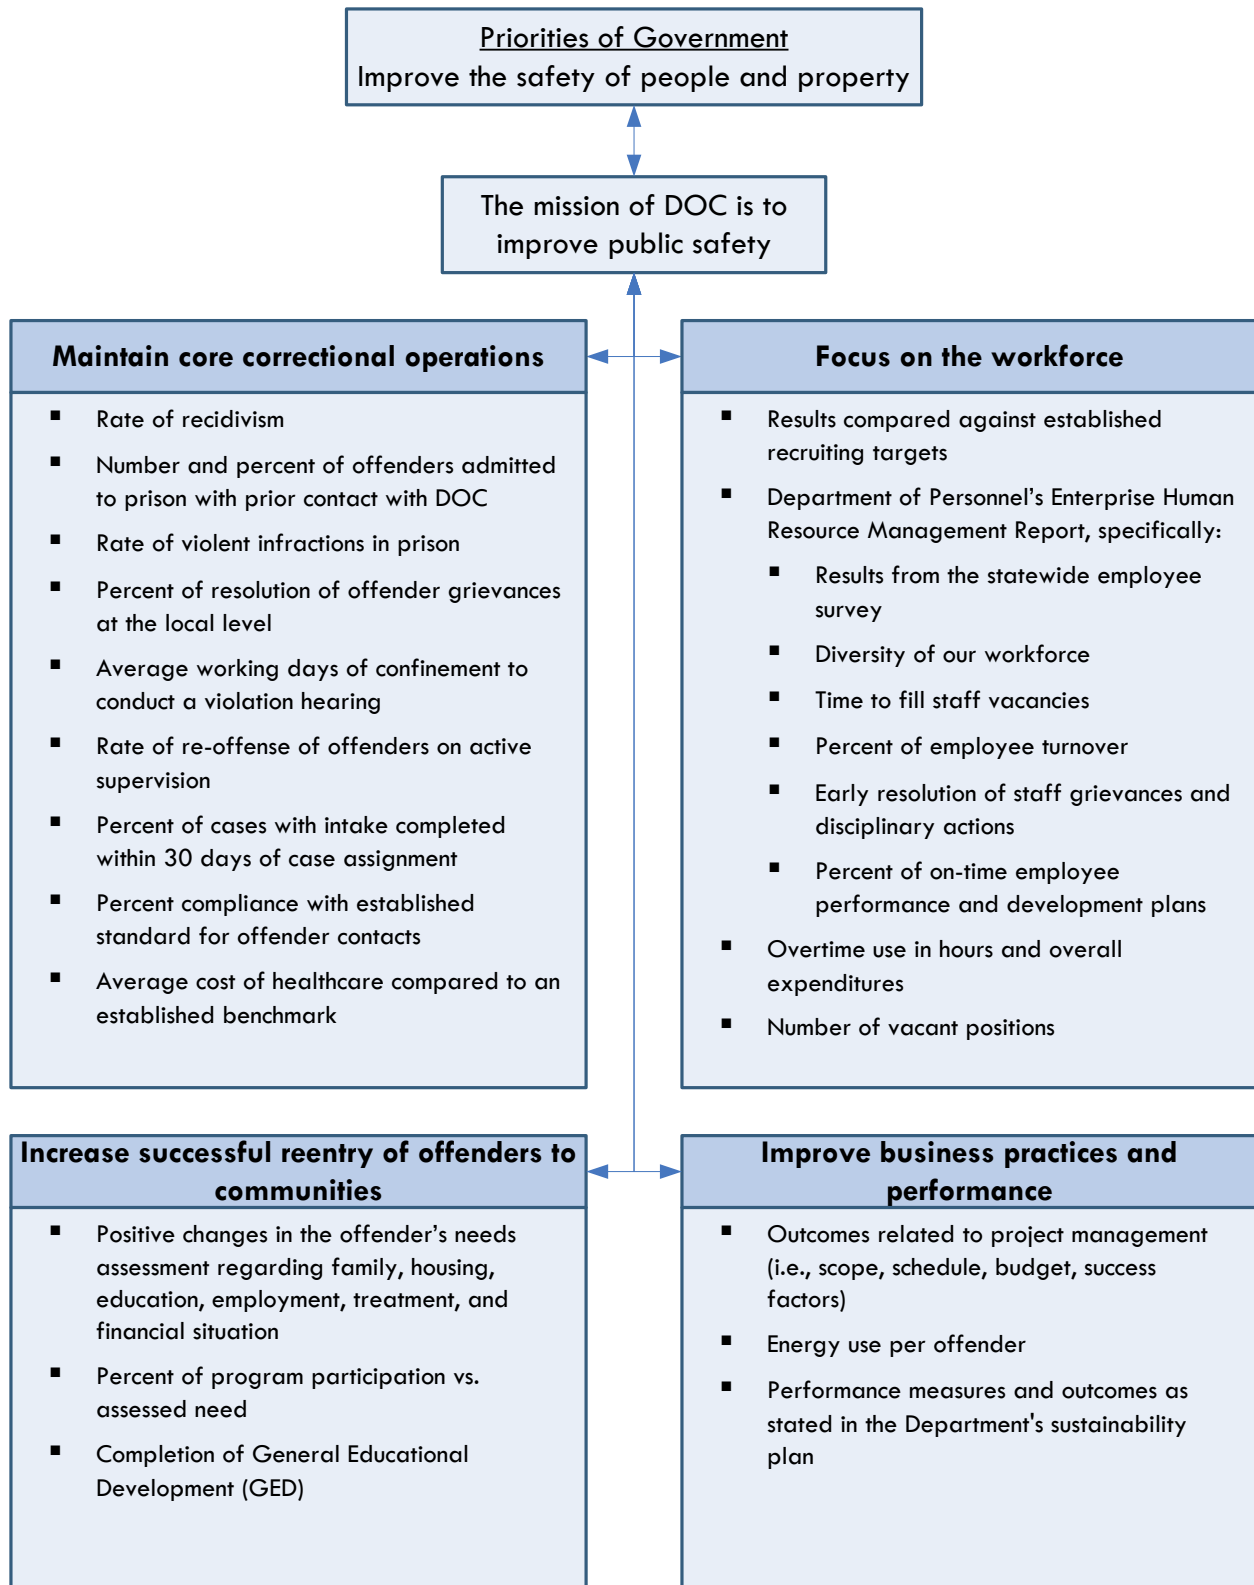 Priorities of Government
Improve the safety of people and property
The mission of DOC is to
improve public safety
Maintain core correctional operations
▪ Rate of recidivism
▪ Number and percent of offenders admitted
to prison with prior contact with DOC
▪ Rate of violent infractions in prison
▪ Percent of resolution of offender grievances
at the local level
▪ Average working days of confinement to
conduct a violation hearing
▪ Rate of re-offense of offenders on active
supervision
▪ Percent of cases with intake completed
within 30 days of case assignment
▪ Percent compliance with established
standard for offender contacts
▪ Average cost of healthcare compared to an
established benchmark
Focus on the workforce
▪ Results compared against established
recruiting targets
▪ Department of Personnel’s Enterprise Human
Resource Management Report, specifically:
▪ Results from the statewide employee
survey
▪ Diversity of our workforce
▪ Time to fill staff vacancies
▪ Percent of employee turnover
▪ Early resolution of staff grievances and
disciplinary actions
▪ Percent of on-time employee
performance and development plans
▪ Overtime use in hours and overall
expenditures
▪ Number of vacant positions
Increase successful reentry of offenders to
communities
▪ Positive changes in the offender’s needs
assessment regarding family, housing,
education, employment, treatment, and
financial situation
▪ Percent of program participation vs.
assessed need
▪ Completion of General Educational
Development (GED)
Improve business practices and
performance
▪ Outcomes related to project management
(i.e., scope, schedule, budget, success
factors)
▪ Energy use per offender
▪ Performance measures and outcomes as
stated in the Department's sustainability
plan